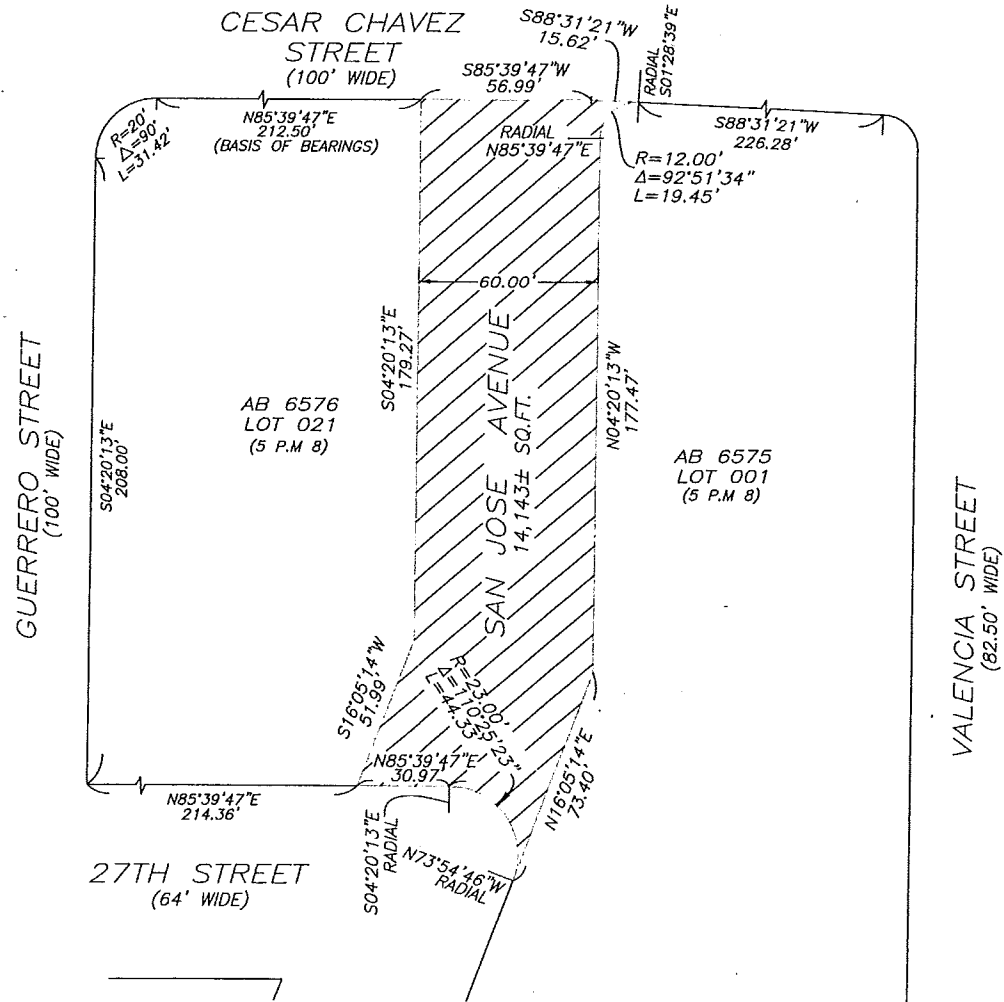 CESAR CHAVEZ
STREET
(100' WIDE)
S88°31'21"W
15.62'
RADIAL
S01°28'39"E
S85°39'47"W
56.99'
N85°39'47"E
212.50'
(BASIS OF BEARINGS)
R=20'
Δ=90°
L=31.42'
RADIAL
N85°39'47"E
S88°31'21"W
226.28'
R=12.00'
Δ=92°51'34"
L=19.45'
60.00'
GUERRERO STREET
(100' WIDE)
S04°20'13"E
208.00'
AB 6576
LOT 021
(5 P.M 8)
S04°20'13"E
179.27'
SAN JOSE AVENUE
14,143± SQ.FT.
N04°20'13"W
177.47'
AB 6575
LOT 001
(5 P.M 8)
VALENCIA STREET
(82.50' WIDE)
S16°05'14"W
51.99'
R=23.00'
Δ=110°25'23"
L=44.33'
N85°39'47"E
30.97'
N16°05'14"E
73.40'
N85°39'47"E
214.36'
S04°20'13"E
RADIAL
N73°54'46"W
RADIAL
27TH STREET
(64' WIDE)